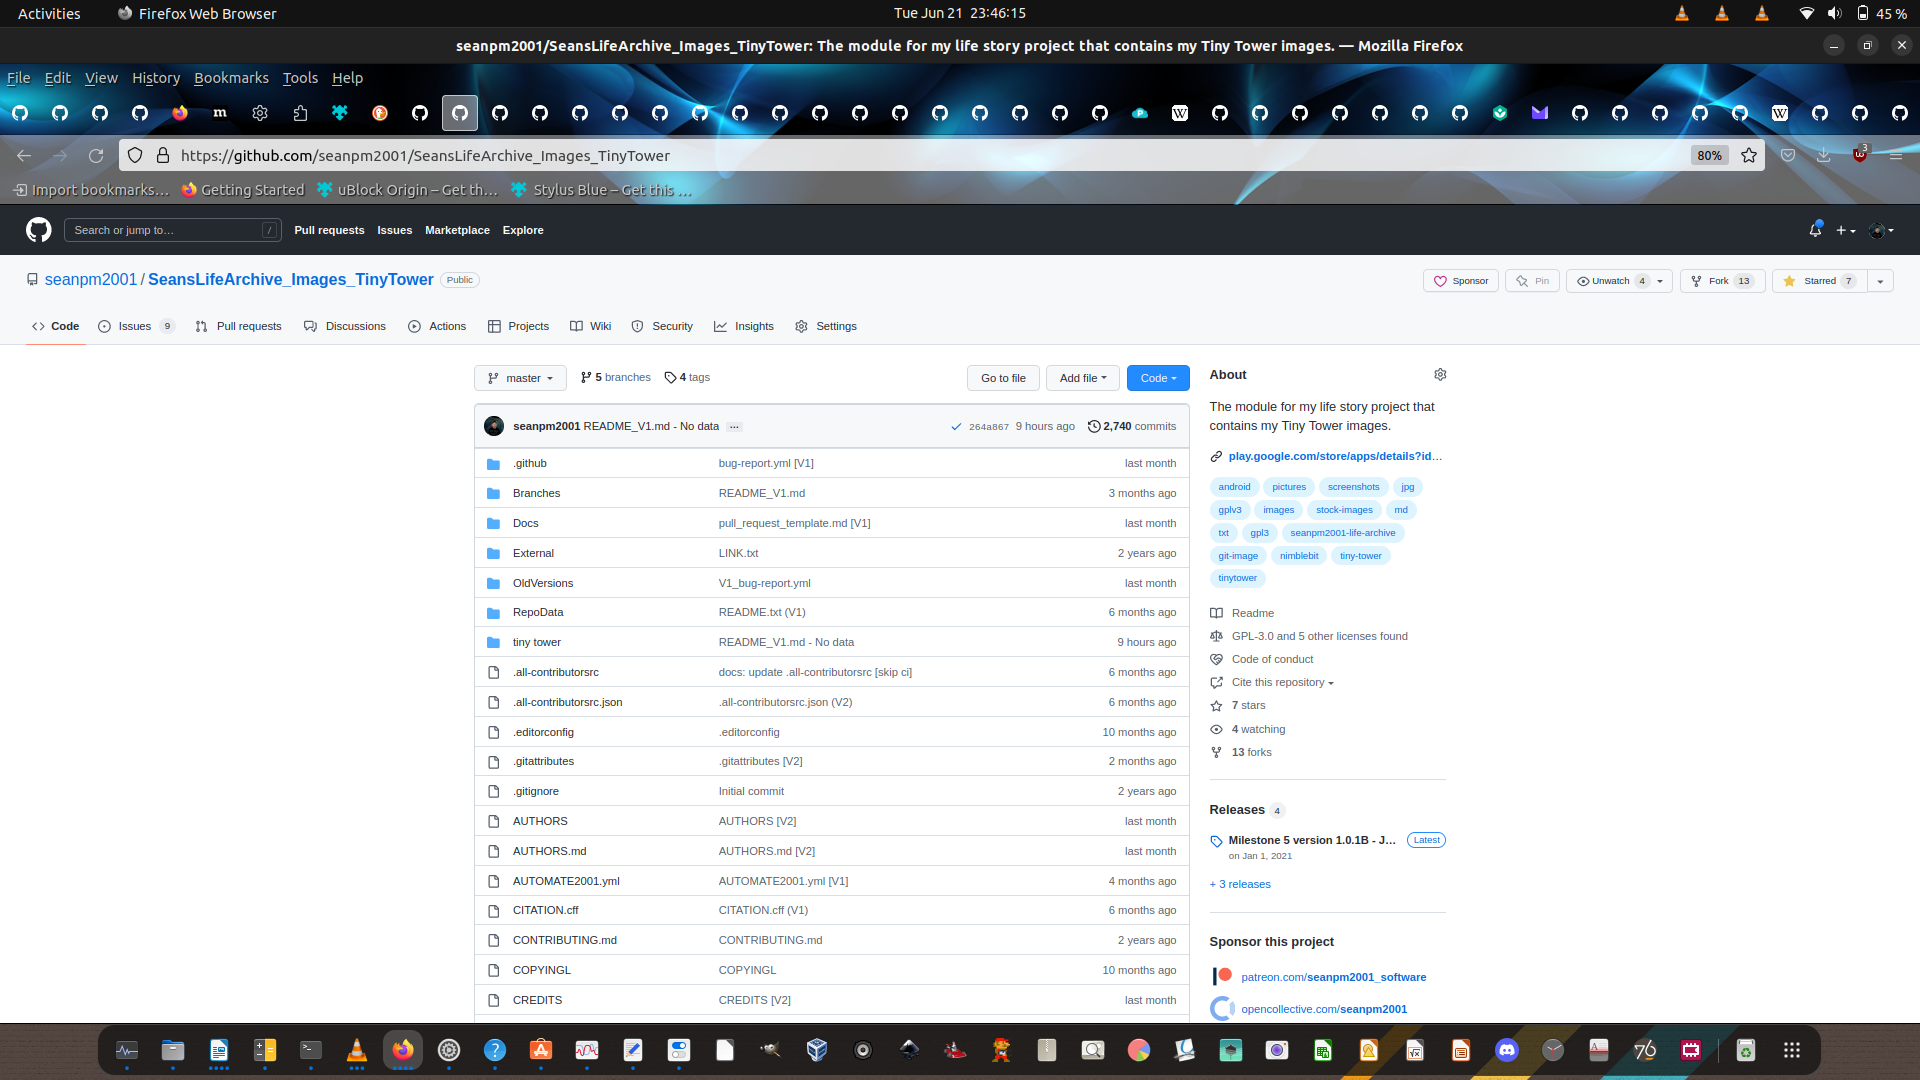 Activities
Firefox Web Browser
Tue Jun 21 23:46:15
45 %
seanpm2001/SeansLifeArchive_Images_TinyTower: The module for my life story project that contains my Tiny Tower images. — Mozilla Firefox
File Edit View History Bookmarks Tools Help
https://github.com/seanpm2001/SeansLifeArchive_Images_TinyTower
80%
3
Import bookmarks...
Getting Started
uBlock Origin – Get th...
Stylus Blue – Get this ...
Search or jump to...
/
Pull requests Issues Marketplace Explore
seanpm2001 / SeansLifeArchive_Images_TinyTower Public
Sponsor
Pin
Unwatch 4
Fork 13
Starred 7
Code
Issues 9
Pull requests
Discussions
Actions
Projects
Wiki
Security
Insights
Settings
master
5 branches
4 tags
Go to file
Add file
Code
seanpm2001 README_V1.md - No data ...
264a867 9 hours ago
2,740 commits
.github bug-report.yml [V1] last month
Branches README_V1.md 3 months ago
Docs pull_request_template.md [V1] last month
External LINK.txt 2 years ago
OldVersions V1_bug-report.yml last month
RepoData README.txt (V1) 6 months ago
tiny tower README_V1.md - No data 9 hours ago
.all-contributorsrc docs: update .all-contributorsrc [skip ci] 6 months ago
.all-contributorsrc.json .all-contributorsrc.json (V2) 6 months ago
.editorconfig .editorconfig 10 months ago
.gitattributes .gitattributes [V2] 2 months ago
.gitignore Initial commit 2 years ago
AUTHORS AUTHORS [V2] last month
AUTHORS.md AUTHORS.md [V2] last month
AUTOMATE2001.yml AUTOMATE2001.yml [V1] 4 months ago
CITATION.cff CITATION.cff (V1) 6 months ago
CONTRIBUTING.md CONTRIBUTING.md 2 years ago
COPYINGL COPYINGL 10 months ago
CREDITS CREDITS [V2] last month
About
The module for my life story project that
contains my Tiny Tower images.
play.google.com/store/apps/details?id...
android pictures screenshots jpg
gplv3 images stock-images md
txt gpl3 seanpm2001-life-archive
git-image nimblebit tiny-tower
tinytower
Readme
GPL-3.0 and 5 other licenses found
Code of conduct
Cite this repository
7 stars
4 watching
13 forks
Releases 4
Milestone 5 version 1.0.1B - J... Latest
on Jan 1, 2021
+ 3 releases
Sponsor this project
patreon.com/seanpm2001_software
opencollective.com/seanpm2001